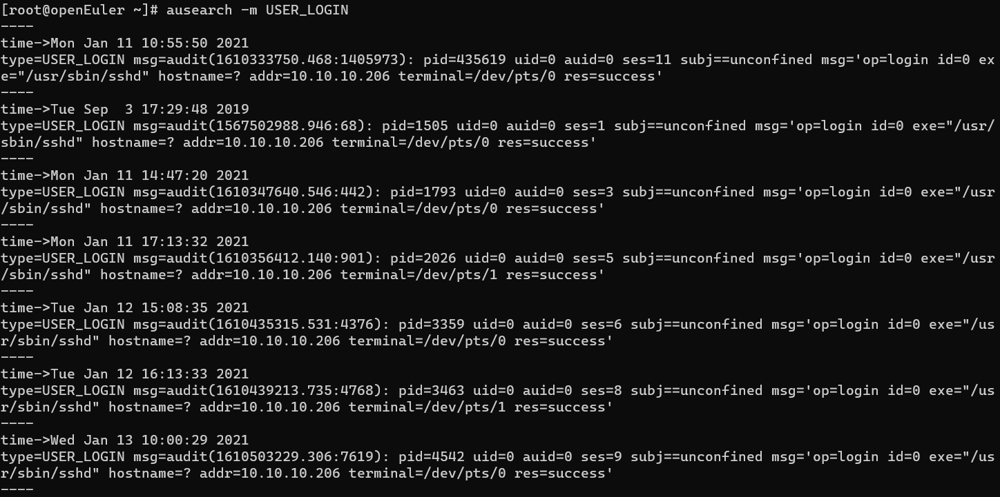 [root@openEuler ~]# ausearch -m USER_LOGIN
----
time->Mon Jan 11 10:55:50 2021
type=USER_LOGIN msg=audit(1610333750.468:1405973): pid=435619 uid=0 auid=0 ses=11 subj==unconfined msg='op=login id=0 ex
e="/usr/sbin/sshd" hostname=? addr=10.10.10.206 terminal=/dev/pts/0 res=success'
----
time->Tue Sep  3 17:29:48 2019
type=USER_LOGIN msg=audit(1567502988.946:68): pid=1505 uid=0 auid=0 ses=1 subj==unconfined msg='op=login id=0 exe="/usr/
sbin/sshd" hostname=? addr=10.10.10.206 terminal=/dev/pts/0 res=success'
----
time->Mon Jan 11 14:47:20 2021
type=USER_LOGIN msg=audit(1610347640.546:442): pid=1793 uid=0 auid=0 ses=3 subj==unconfined msg='op=login id=0 exe="/usr
/sbin/sshd" hostname=? addr=10.10.10.206 terminal=/dev/pts/0 res=success'
----
time->Mon Jan 11 17:13:32 2021
type=USER_LOGIN msg=audit(1610356412.140:901): pid=2026 uid=0 auid=0 ses=5 subj==unconfined msg='op=login id=0 exe="/usr
/sbin/sshd" hostname=? addr=10.10.10.206 terminal=/dev/pts/1 res=success'
----
time->Tue Jan 12 15:08:35 2021
type=USER_LOGIN msg=audit(1610435315.531:4376): pid=3359 uid=0 auid=0 ses=6 subj==unconfined msg='op=login id=0 exe="/us
r/sbin/sshd" hostname=? addr=10.10.10.206 terminal=/dev/pts/0 res=success'
----
time->Tue Jan 12 16:13:33 2021
type=USER_LOGIN msg=audit(1610439213.735:4768): pid=3463 uid=0 auid=0 ses=8 subj==unconfined msg='op=login id=0 exe="/us
r/sbin/sshd" hostname=? addr=10.10.10.206 terminal=/dev/pts/1 res=success'
----
time->Wed Jan 13 10:00:29 2021
type=USER_LOGIN msg=audit(1610503229.306:7619): pid=4542 uid=0 auid=0 ses=9 subj==unconfined msg='op=login id=0 exe="/us
r/sbin/sshd" hostname=? addr=10.10.10.206 terminal=/dev/pts/0 res=success'
----